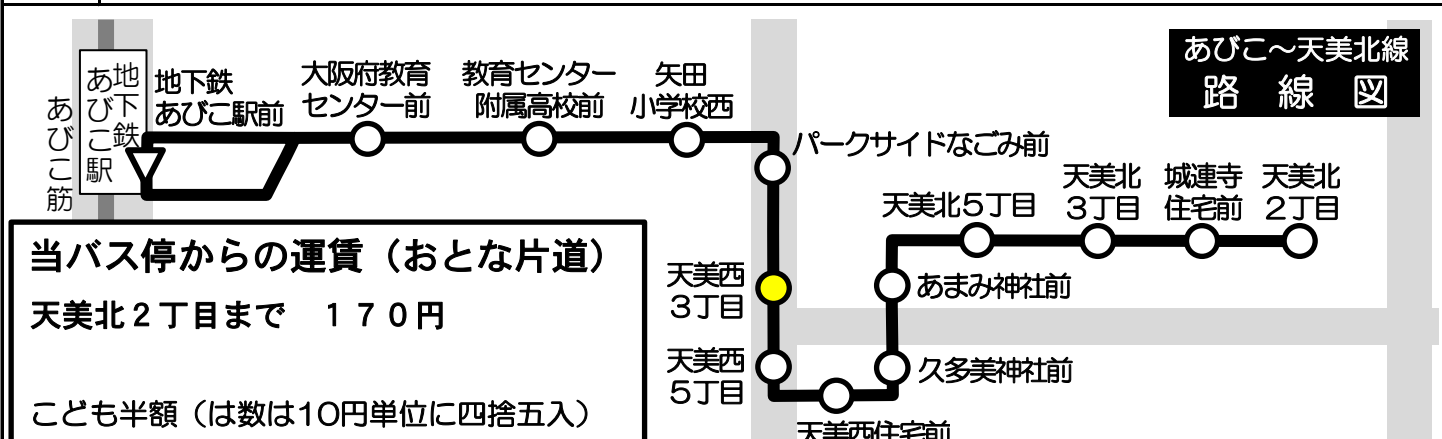 あびこ～天美北線
路線図
あびこ筋
地下鉄
あびこ駅
地下鉄
あびこ駅前
大阪府教育
センター前
教育センター
附属高校前
矢田
小学校西
パークサイドなごみ前
天美西
3丁目
天美西
5丁目
天美西住宅前
久多美神社前
あまみ神社前
天美北5丁目
天美北
3丁目
城連寺
住宅前
天美北
2丁目
当バス停からの運賃（おとな片道）
天美北２丁目まで　１７０円
こども半額（は数は10円単位に四捨五入）